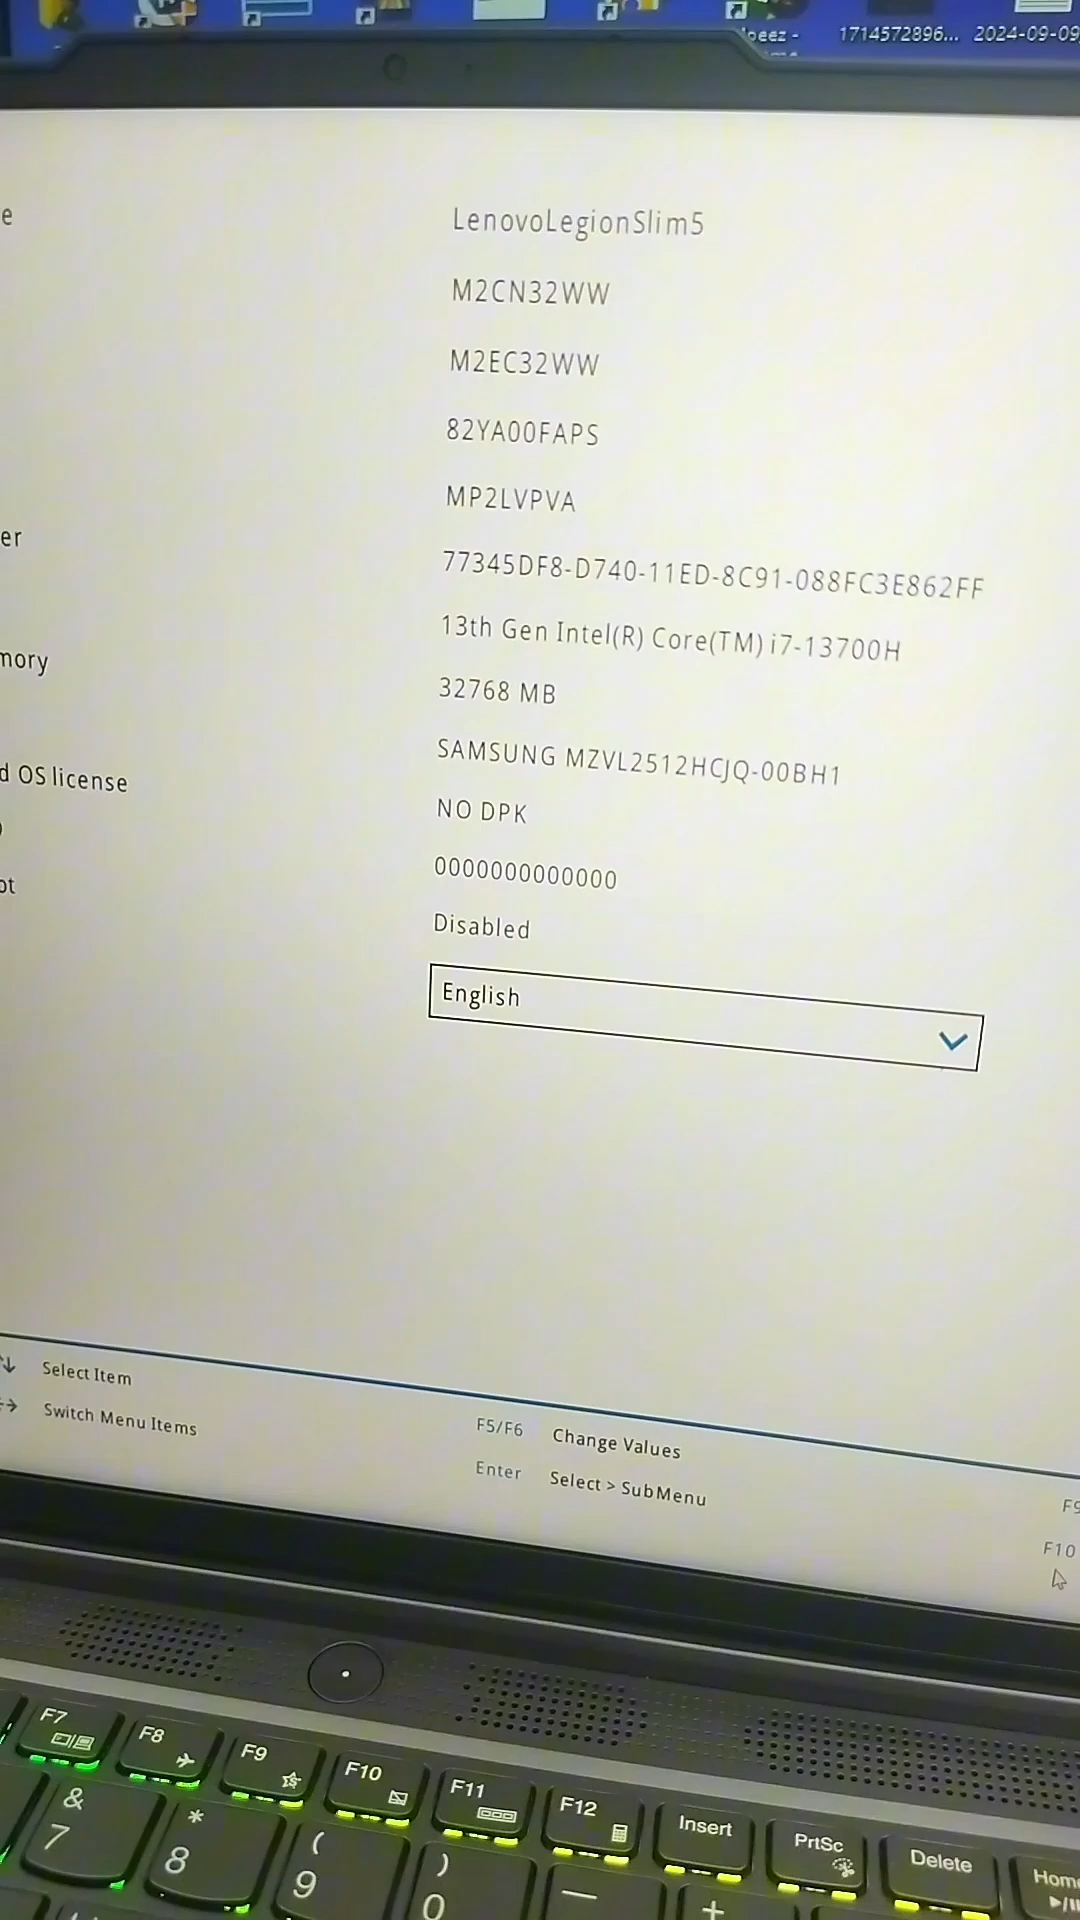 1714572896...
2024-09-09
e
LenovoLegionSlim5
M2CN32WW
M2EC32WW
82YA00FAPS
MP2LVPVA
er
77345DF8-D740-11ED-8C91-088FC3E862FF
13th Gen Intel(R) Core(TM) i7-13700H
mory
32768 MB
SAMSUNG MZVL2512HCJQ-00BH1
d OS license
NO DPK
0000000000000
ot
Disabled
English
Select Item
Switch Menu Items
F5/F6 Change Values
Enter Select > SubMenu
F9
F10
F7
F8
F9
F10
F11
F12
Insert
PrtSc
Delete
Home
& 7
* 8
( 9
) 0
—
+